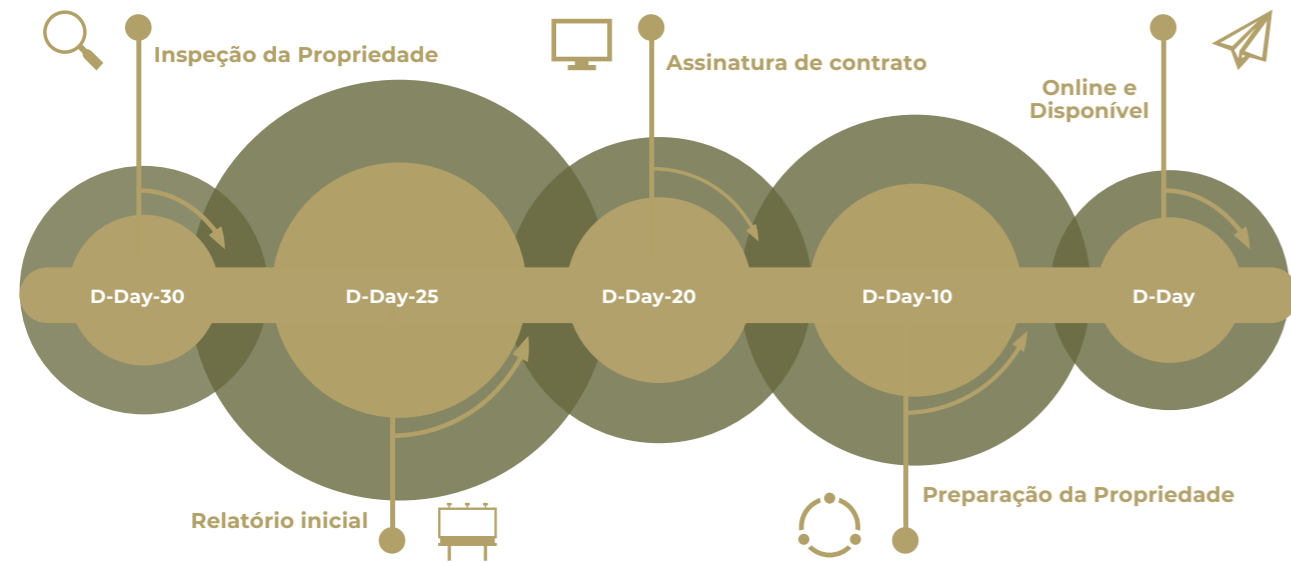 Inspeção da Propriedade
Assinatura de contrato
Online e
Disponível
D-Day-30
D-Day-25
D-Day-20
D-Day-10
D-Day
Relatório inicial
Preparação da Propriedade